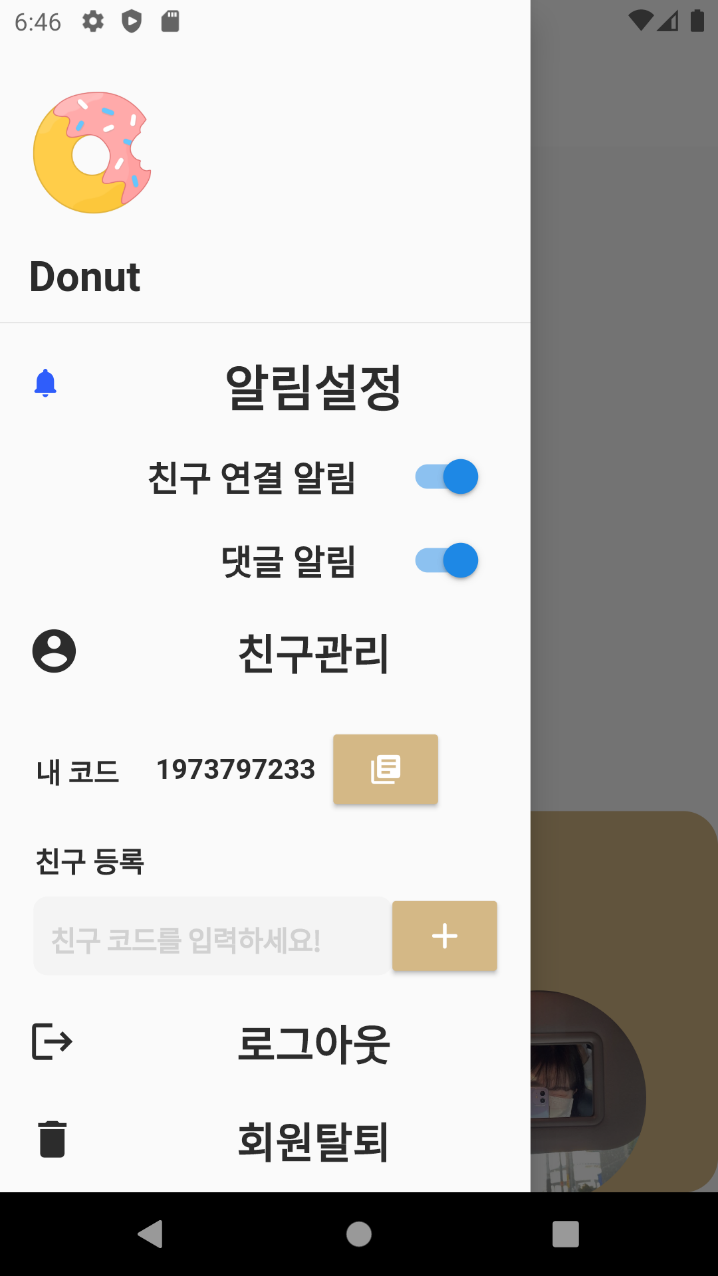 6:46
Donut
알림설정
친구 연결 알림
댓글 알림
친구관리
내 코드 1973797233
친구 등록
친구 코드를 입력하세요!
로그아웃
회원탈퇴